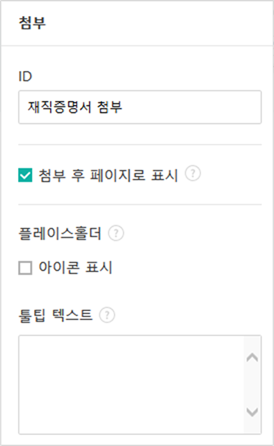 첨부
ID
재직증명서 첨부
첨부 후 페이지로 표시 ?
플레이스홀더 ?
아이콘 표시
툴팁 텍스트 ?